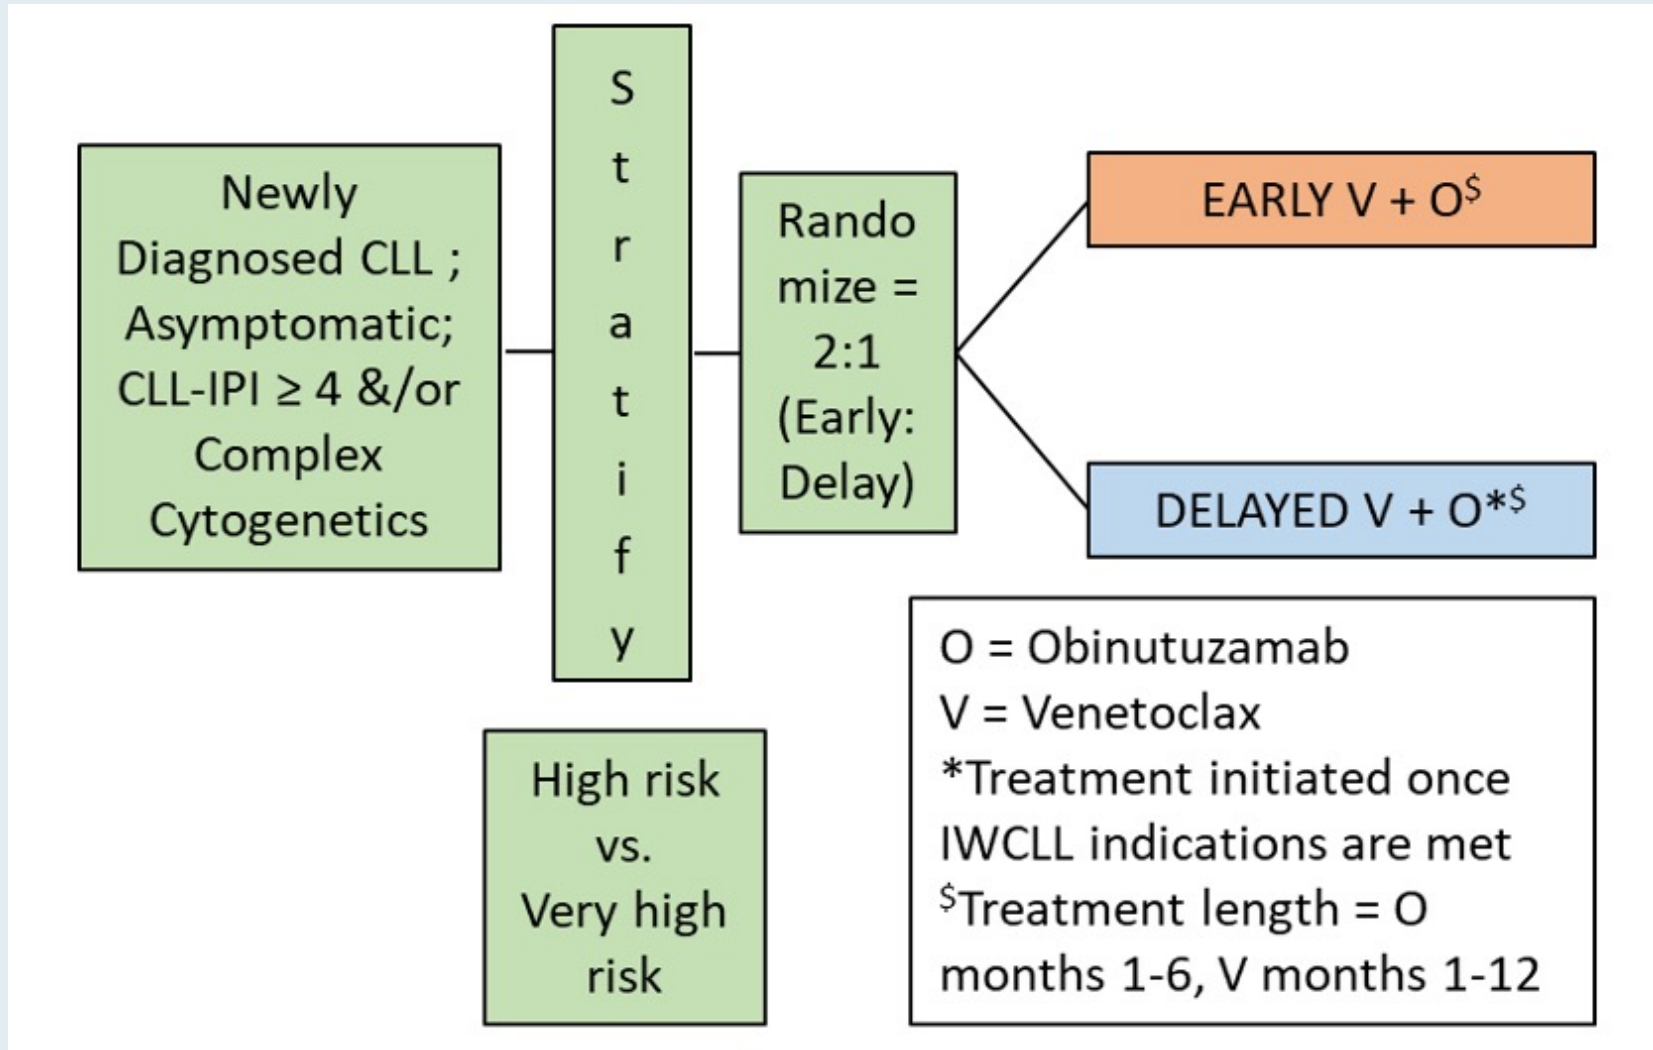 Newly
Diagnosed CLL ;
Asymptomatic;
CLL-IPI ≥ 4 &/or
Complex
Cytogenetics
S
t
r
a
t
i
f
y
High risk
vs.
Very high
risk
Rando
mize =
2:1
(Early:
Delay)
EARLY V + O$
DELAYED V + O*$
O = Obinutuzamab
V = Venetoclax
*Treatment initiated once
IWCLL indications are met
$Treatment length = O
months 1-6, V months 1-12